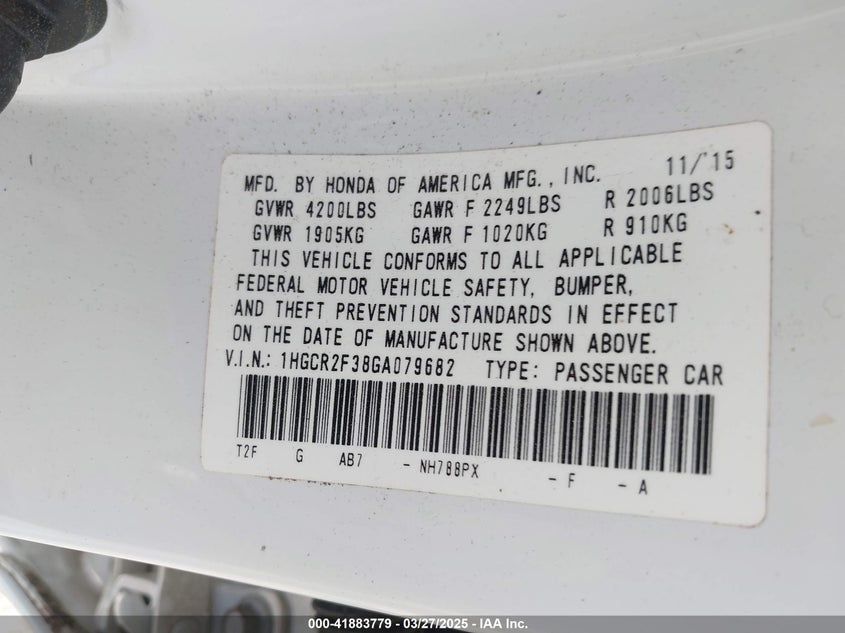 MFD. BY HONDA OF AMERICA MFG., INC. 11/15
GVWR 4200LBS GAWR F 2249LBS R 2006LBS
GVWR 1905KG GAWR F 1020KG R 910KG
THIS VEHICLE CONFORMS TO ALL APPLICABLE
FEDERAL MOTOR VEHICLE SAFETY, BUMPER,
AND THEFT PREVENTION STANDARDS IN EFFECT
ON THE DATE OF MANUFACTURE SHOWN ABOVE.
V.I.N.: 1HGCR2F38GA079682 TYPE: PASSENGER CAR
T2F G AB7 - NH788PX - F - A
000-41883779 - 03/27/2025 - IAA Inc.